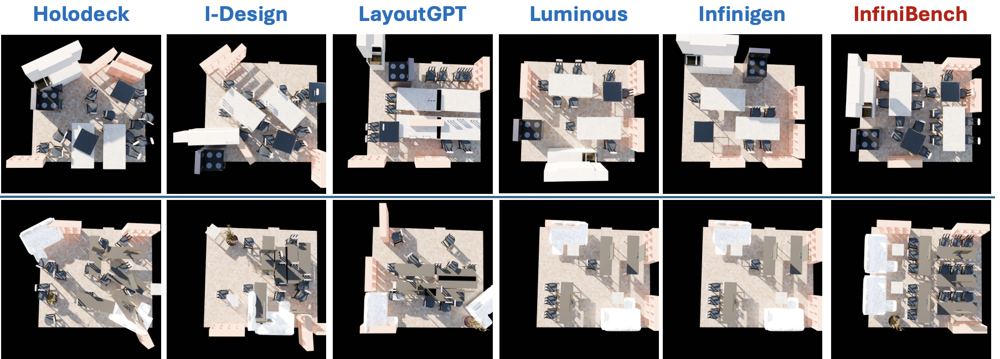 Holodeck
I-Design
LayoutGPT
Luminous
Infinigen
InfiniBench